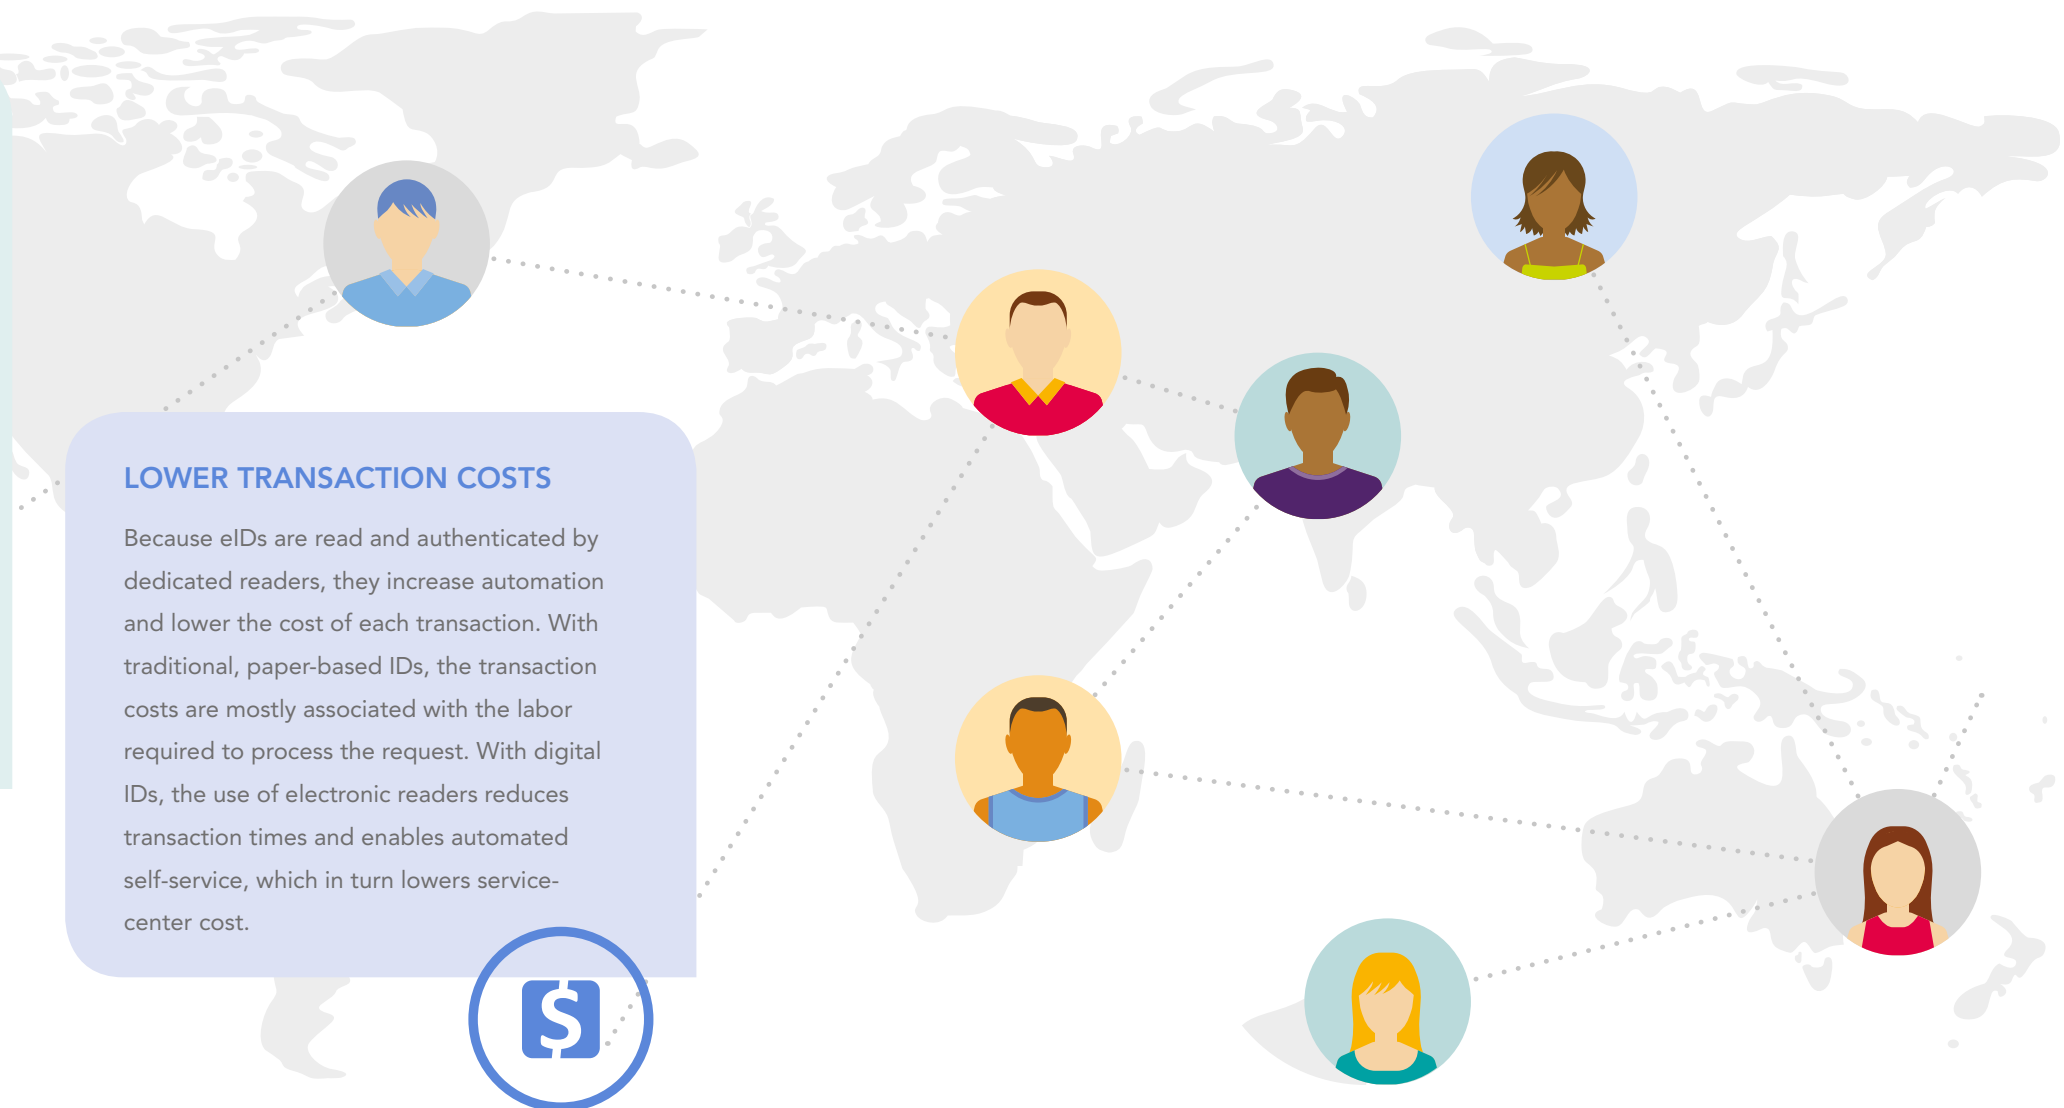 LOWER TRANSACTION COSTS
Because eIDs are read and authenticated by
dedicated readers, they increase automation
and lower the cost of each transaction. With
traditional, paper-based IDs, the transaction
costs are mostly associated with the labor
required to process the request. With digital
IDs, the use of electronic readers reduces
transaction times and enables automated
self-service, which in turn lowers service-
center cost.
$